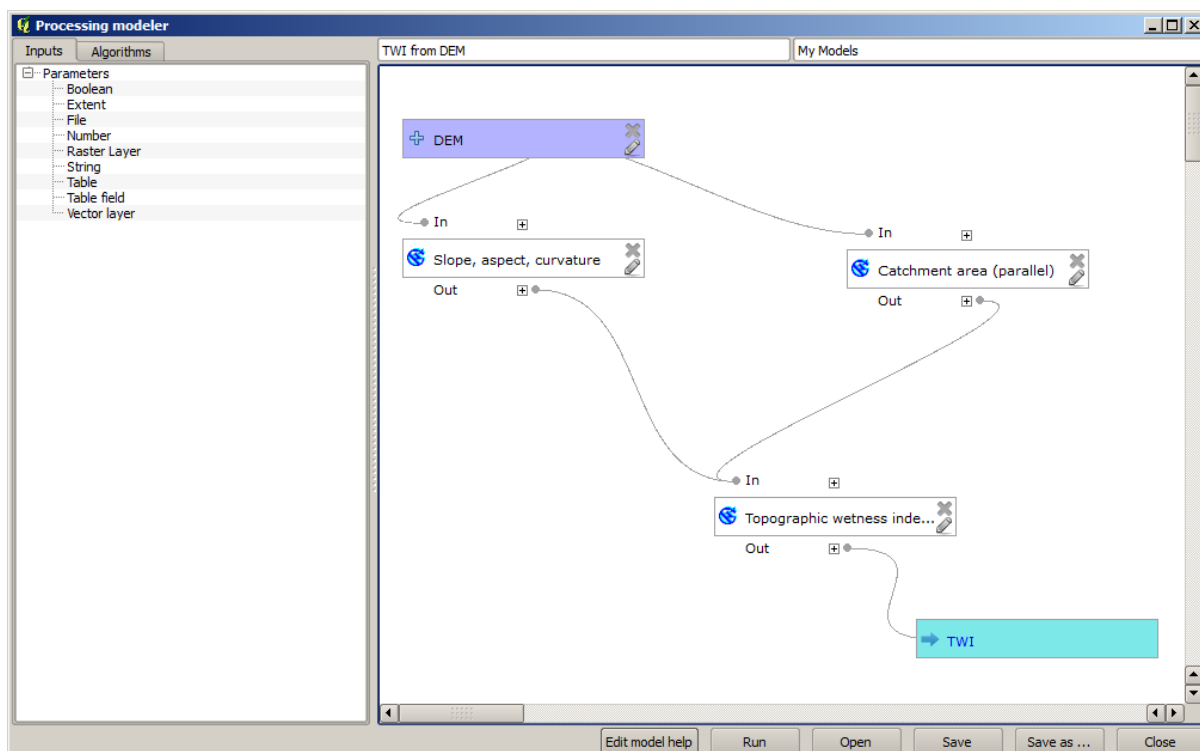 Processing modeler
Inputs
Algorithms
TWI from DEM
My Models
Parameters
Boolean
Extent
File
Number
Raster Layer
String
Table
Table field
Vector layer
DEM
In
Slope, aspect, curvature
Out
In
Catchment area (parallel)
Out
In
Topographic wetness inde...
Out
TWI
Edit model help
Run
Open
Save
Save as ...
Close